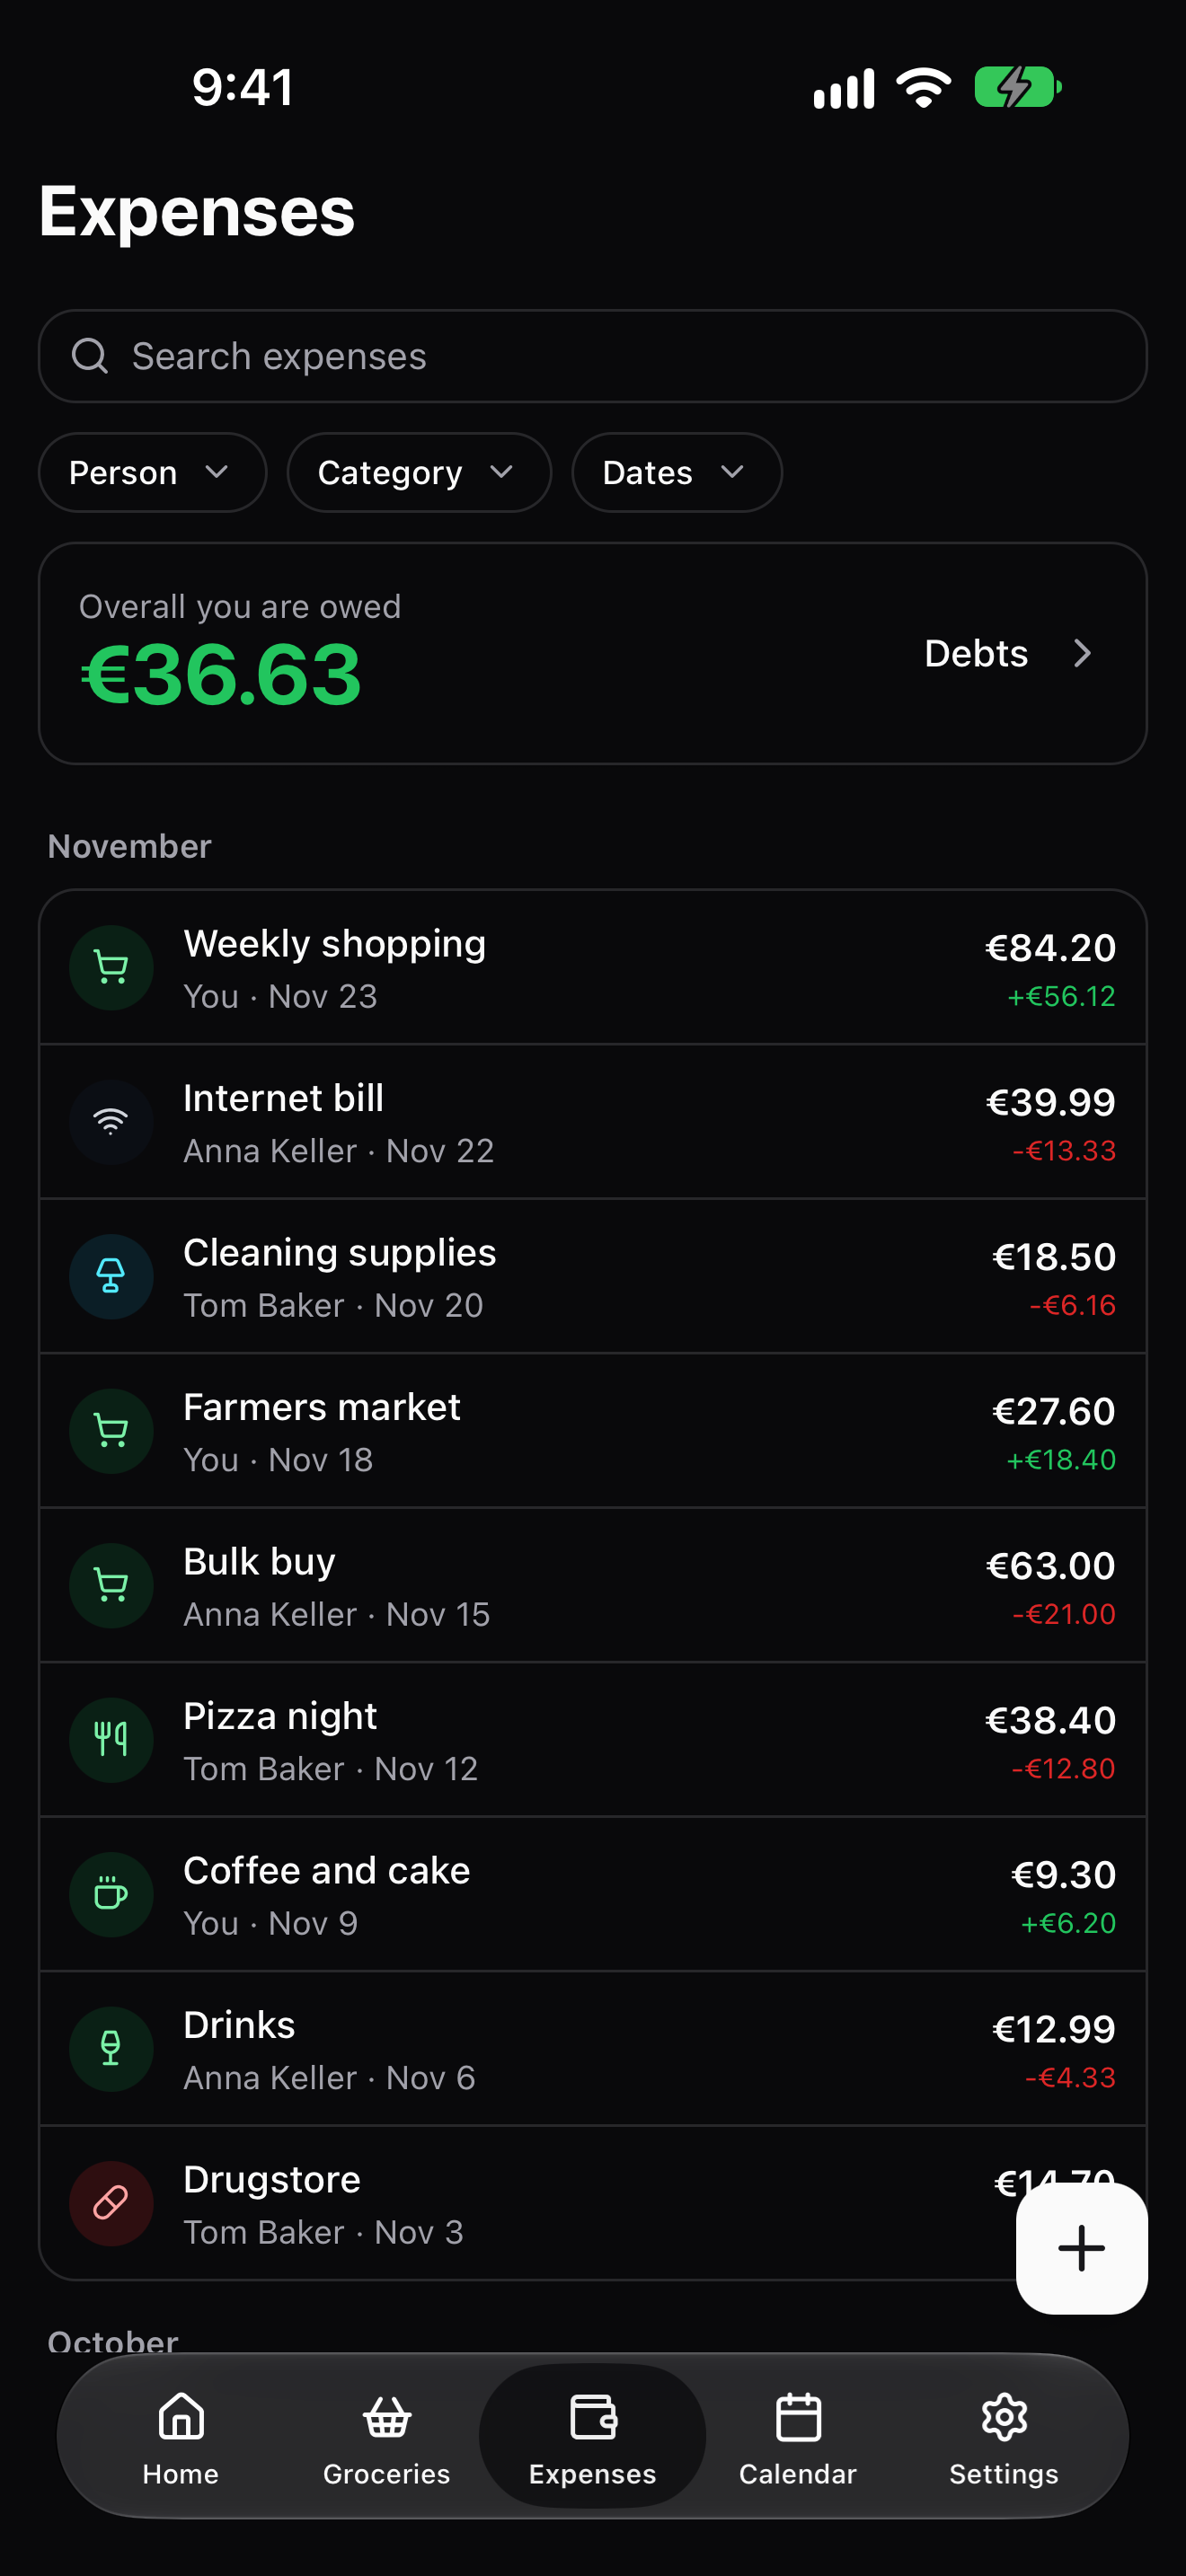 9:41
Expenses
Search expenses
Person Category Dates
Overall you are owed
€36.63
Debts
November
Weekly shopping
€84.20
You · Nov 23
+€56.12
Internet bill
€39.99
Anna Keller · Nov 22
-€13.33
Cleaning supplies
€18.50
Tom Baker · Nov 20
-€6.16
Farmers market
€27.60
You · Nov 18
+€18.40
Bulk buy
€63.00
Anna Keller · Nov 15
-€21.00
Pizza night
€38.40
Tom Baker · Nov 12
-€12.80
Coffee and cake
€9.30
You · Nov 9
+€6.20
Drinks
€12.99
Anna Keller · Nov 6
-€4.33
Drugstore
€14.70
Tom Baker · Nov 3
October
Home Groceries Expenses Calendar Settings